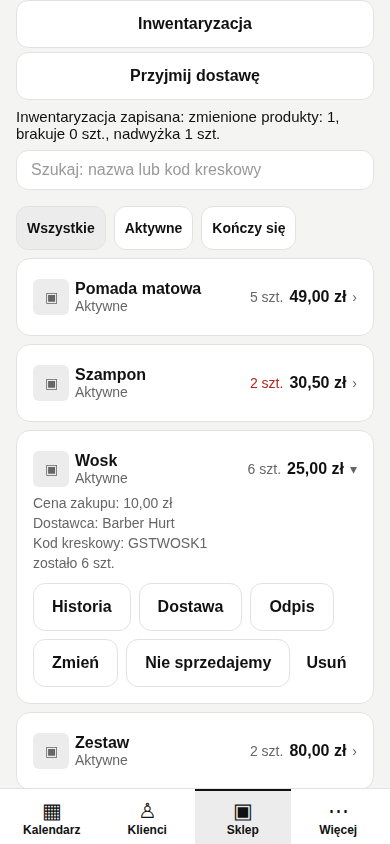 Inwentaryzacja
Przyjmij dostawę
Inwentaryzacja zapisana: zmienione produkty: 1,
brakuje 0 szt., nadwyżka 1 szt.
Szukaj: nazwa lub kod kreskowy
Wszystkie Aktywne Kończy się
Pomada matowa
Aktywne
5 szt. 49,00 zł ›
Szampon
Aktywne
2 szt. 30,50 zł ›
Wosk
Aktywne
6 szt. 25,00 zł ▾
Cena zakupu: 10,00 zł
Dostawca: Barber Hurt
Kod kreskowy: GSTWOSK1
zostało 6 szt.
Historia Dostawa Odpis
Zmień Nie sprzedajemy Usuń
Zestaw
Aktywne
2 szt. 80,00 zł ›
Kalendarz Klienci Sklep Więcej